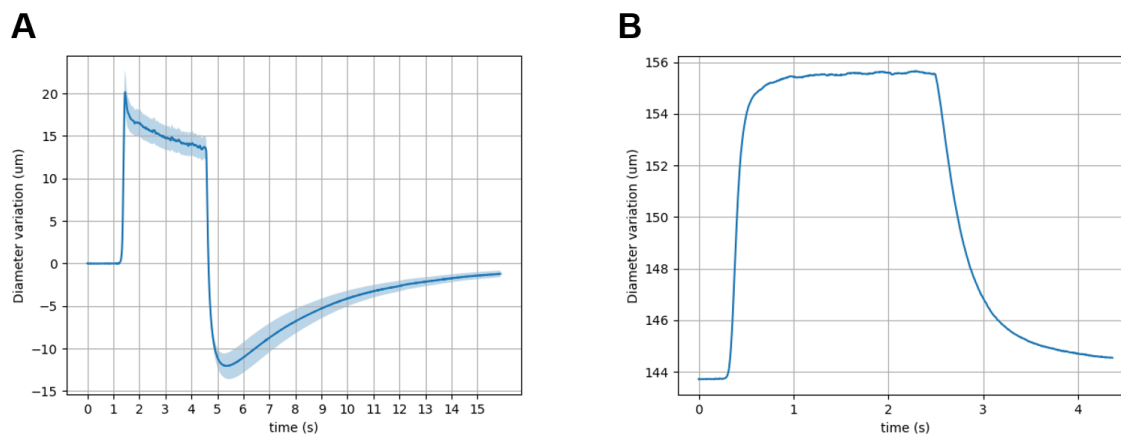 A
Diameter variation (um)
20
15
10
5
0
−5
−10
−15
0 1 2 3 4 5 6 7 8 9 10 11 12 13 14 15
time (s)
B
Diameter variation (um)
156
154
152
150
148
146
144
0 1 2 3 4
time (s)